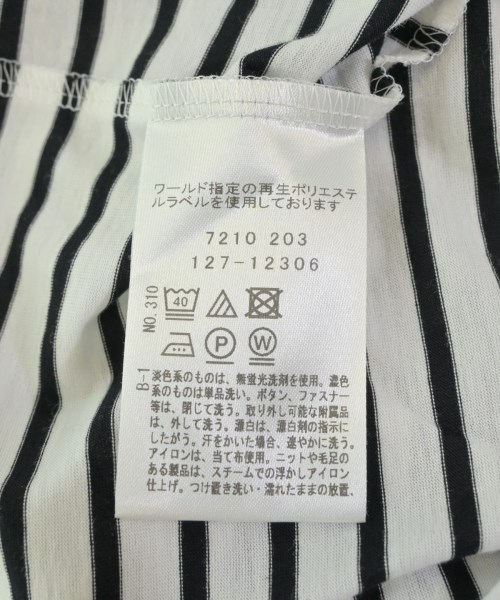 ワールド指定の再生ポリエステ
ルラベルを使用しております
7210 203
127-12306
NO.310
40
P
W
B-1
淡色系のものは、無蛍光洗剤を使用。濃色
系のものは単品洗い。ボタン、ファスナー
等は、閉じて洗う。取り外し可能な附属品
は、外して洗う。漂白は、漂白剤の指示に
したがう。汗をかいた場合、速やかに洗う。
アイロンは、当て布使用。ニットや毛足の
ある製品は、スチームでの浮かしアイロン
仕上げ。つけ置き洗い・濡れたままの放置、